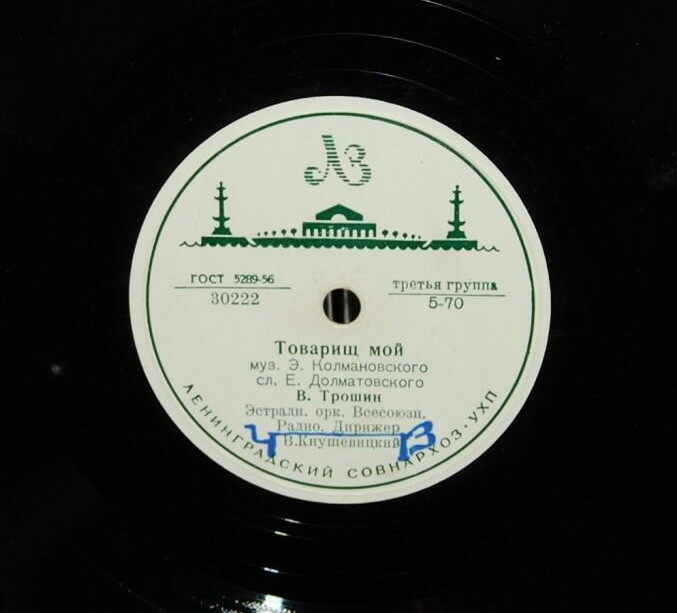 ЛЗ
ГОСТ 5289-56
30222
третья группа
5-70
Товарищ мой
муз. Э. Колмановского
сл. Е. Долматовского
В. Трошин
Эстрадн. орк. Всесоюзн.
Радио, Дирижер
В.Кнушевицкий
Ч 13
ЛЕНИНГРАДСКИЙ СОВНАРХОЗ·УХП